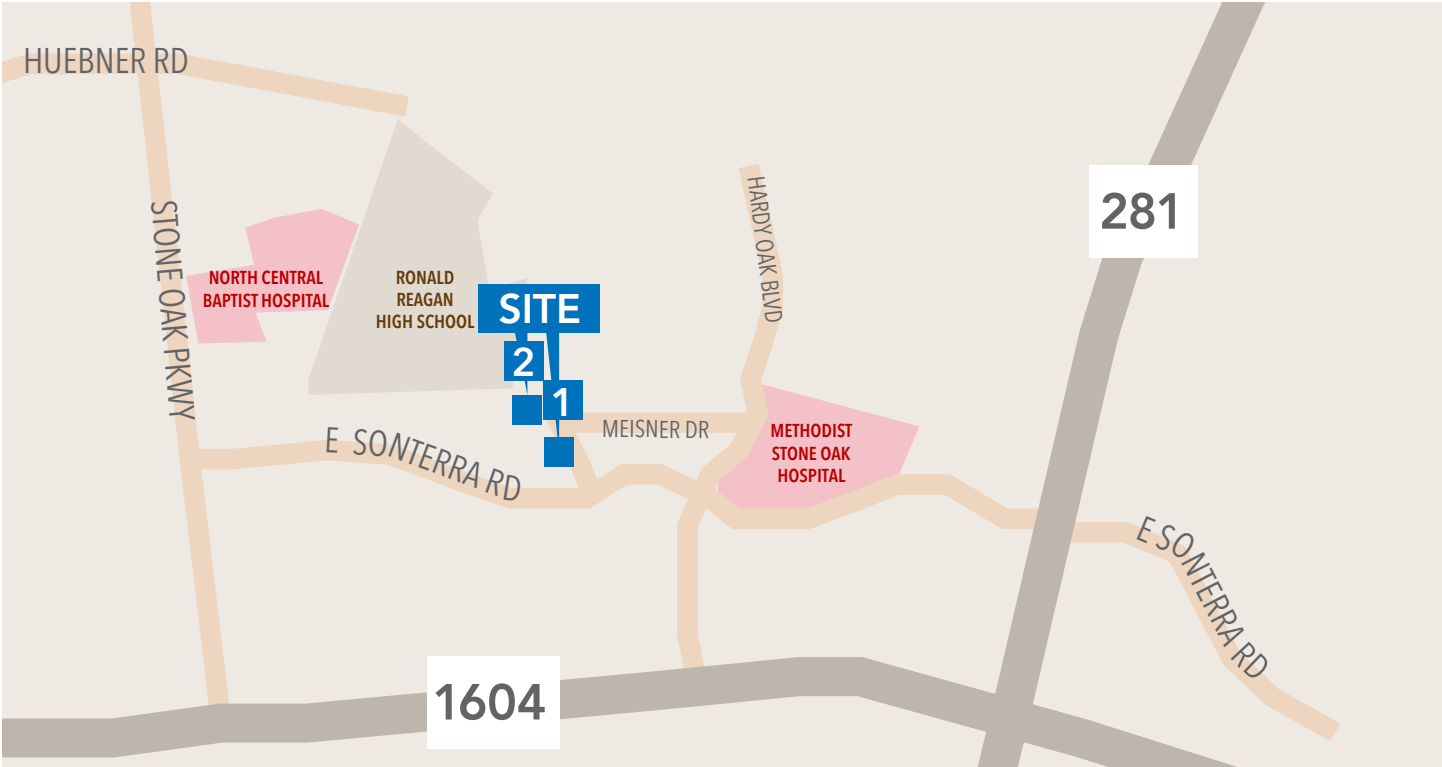 HUEBNER RD
STONE OAK PKWY
HARDY OAK BLVD
281
NORTH CENTRAL
BAPTIST HOSPITAL
RONALD
REAGAN
HIGH SCHOOL
SITE
2
1
MEISNER DR
METHODIST
STONE OAK
HOSPITAL
E SONTERRA RD
E SONTERRA RD
1604